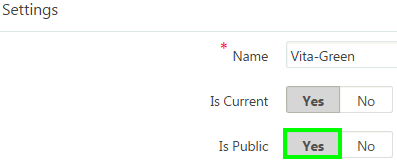 Settings
* Name Vita-Green
Is Current Yes No
Is Public Yes No